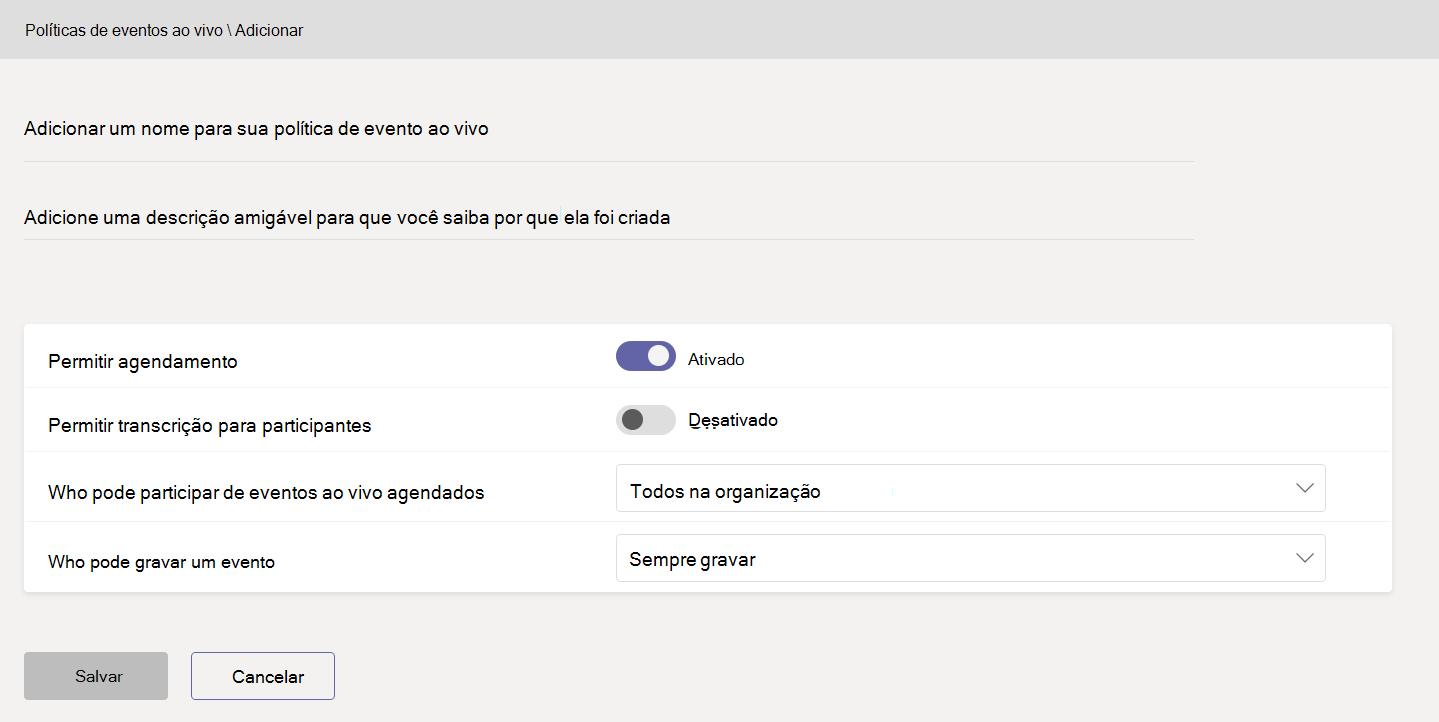 Políticas de eventos ao vivo \ Adicionar
Adicionar um nome para sua política de evento ao vivo
Adicione uma descrição amigável para que você saiba por que ela foi criada
Permitir agendamento
Ativado
Permitir transcrição para participantes
Desativado
Who pode participar de eventos ao vivo agendados
Todos na organização
Who pode gravar um evento
Sempre gravar
Salvar
Cancelar